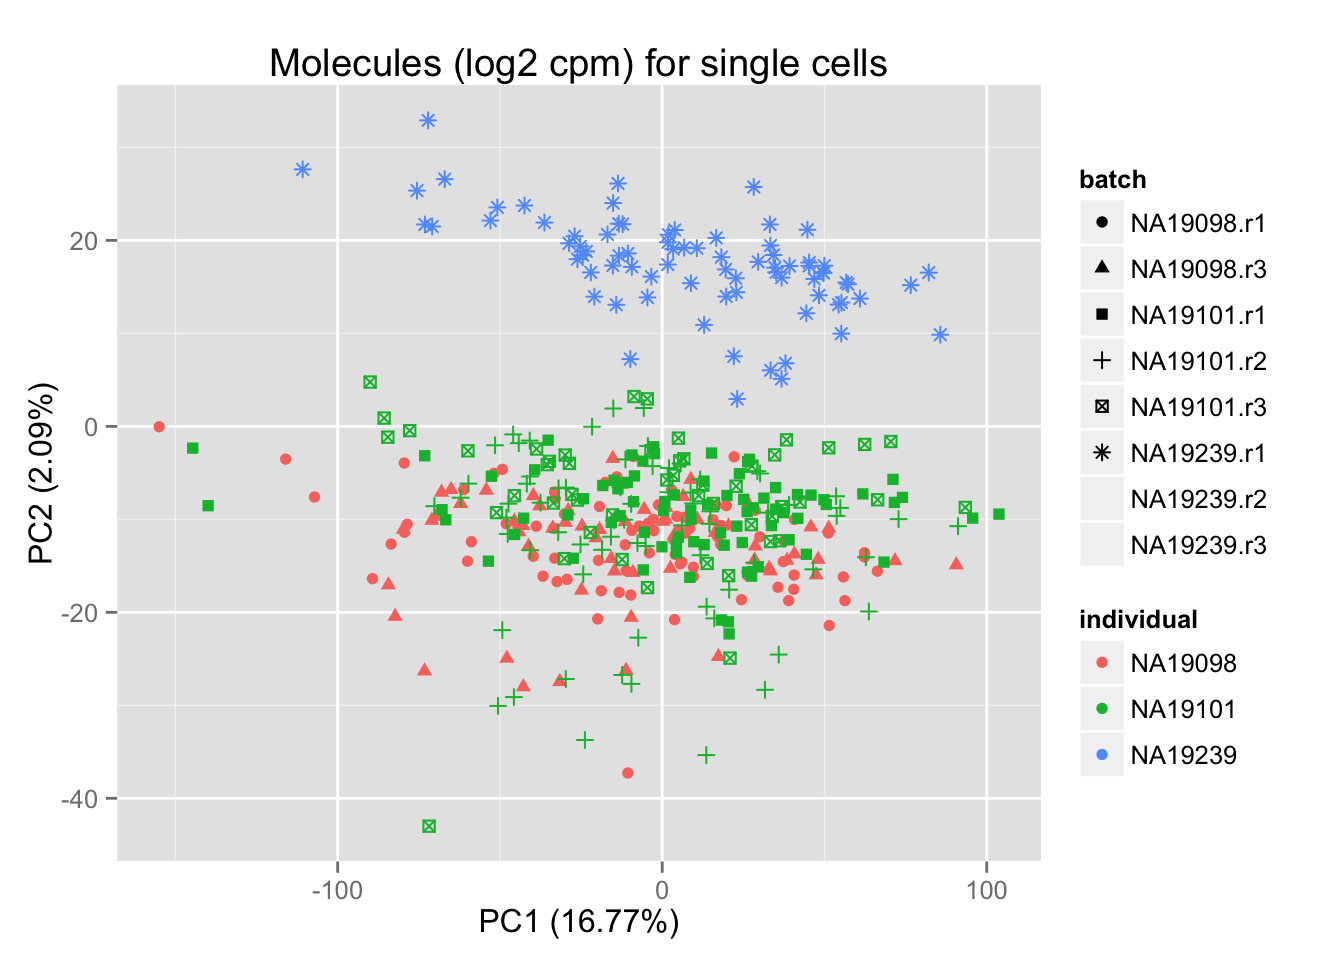 Molecules (log2 cpm) for single cells
PC2 (2.09%)
20
0
-20
-40
-100
0
100
PC1 (16.77%)
batch
NA19098.r1
NA19098.r3
NA19101.r1
NA19101.r2
NA19101.r3
NA19239.r1
NA19239.r2
NA19239.r3
individual
NA19098
NA19101
NA19239